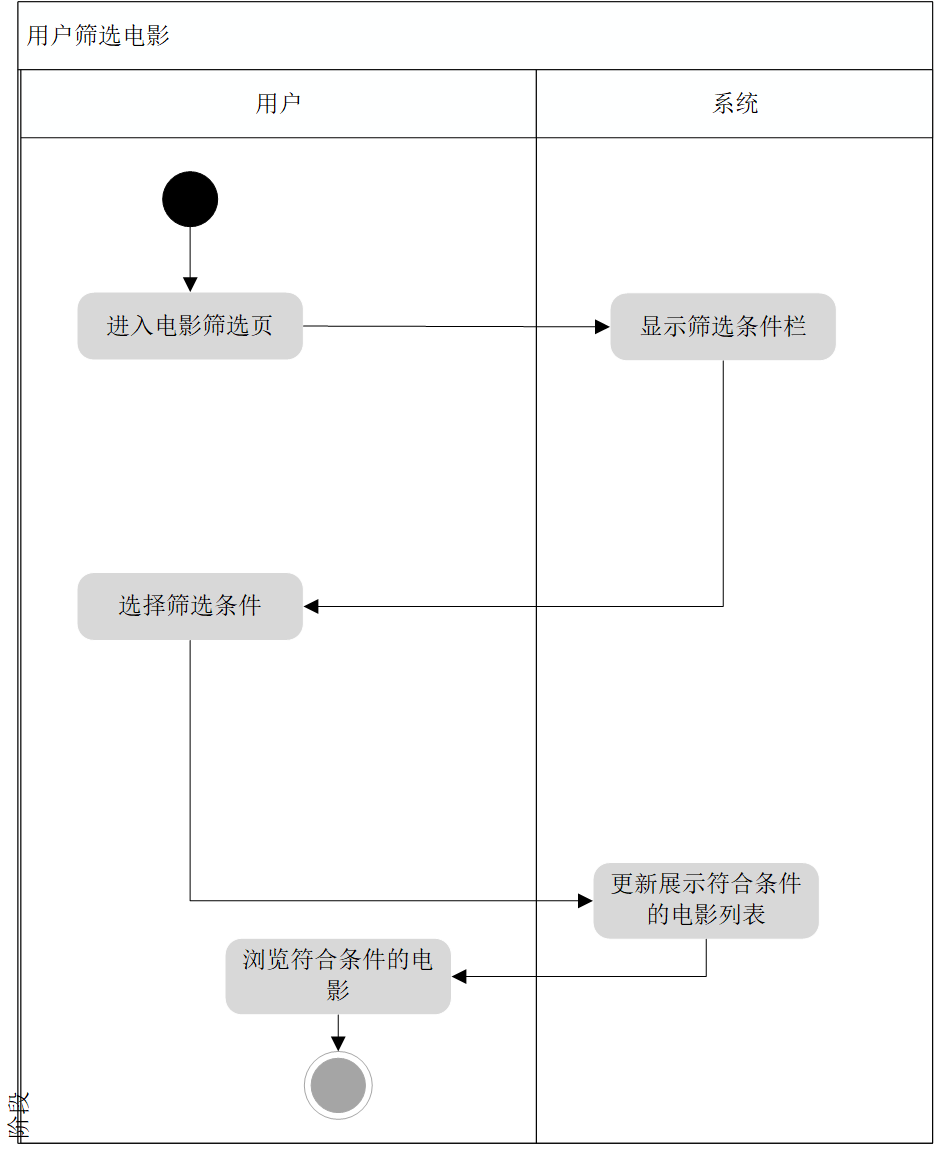 用户筛选电影
用户
系统
进入电影筛选页
显示筛选条件栏
选择筛选条件
更新展示符合条件
的电影列表
浏览符合条件的电
影
阶段